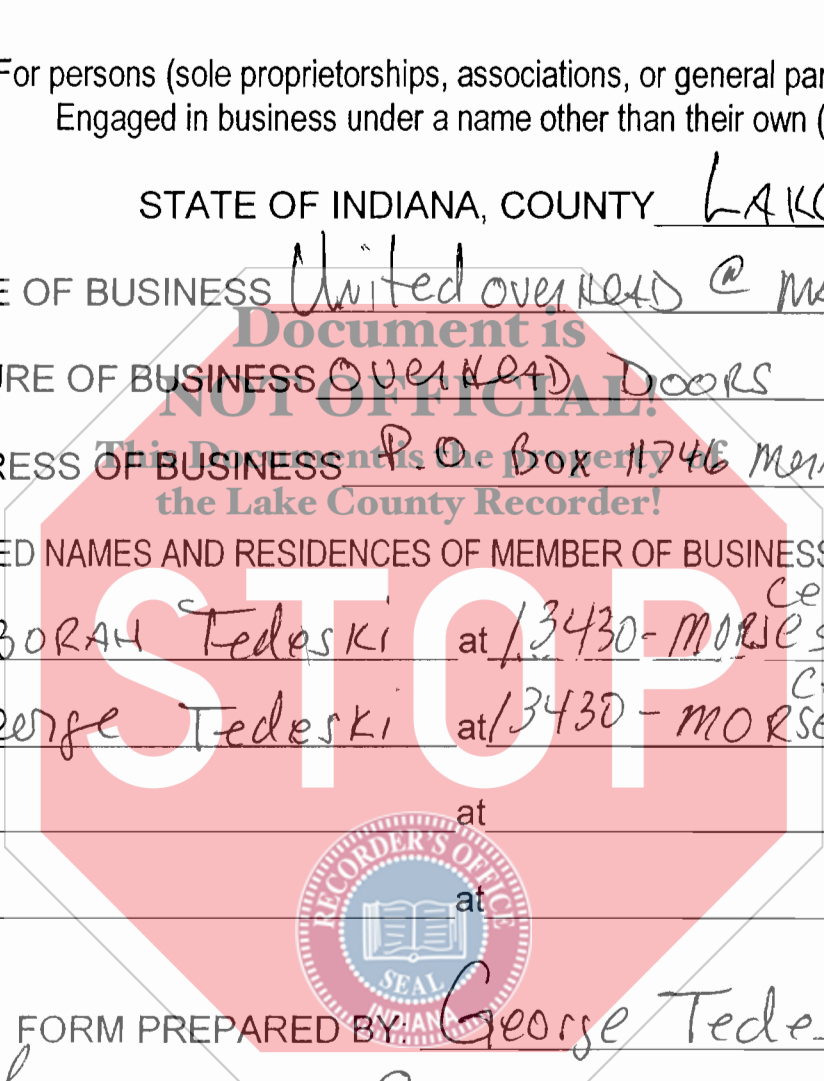 For persons (sole proprietorships, associations, or general par
Engaged in business under a name other than their own (
STATE OF INDIANA, COUNTY LAKE
E OF BUSINESS United overHeAD @ MA
Document is
URE OF BUSINESS OverHeAD DOORS
NOT OFFICIAL!
RESS OF BUSINESS P.O. Box 11746 Merr
This Document is the property of
the Lake County Recorder!
ED NAMES AND RESIDENCES OF MEMBER OF BUSINESS
Ce
BORAH Tedeski at 13430- MORSE S
C
eorge Tedeski at 13430 - MORSE
STOP
at
at
RECORDER'S OFFICE
SEAL
INDIANA
FORM PREPARED BY: George Tede